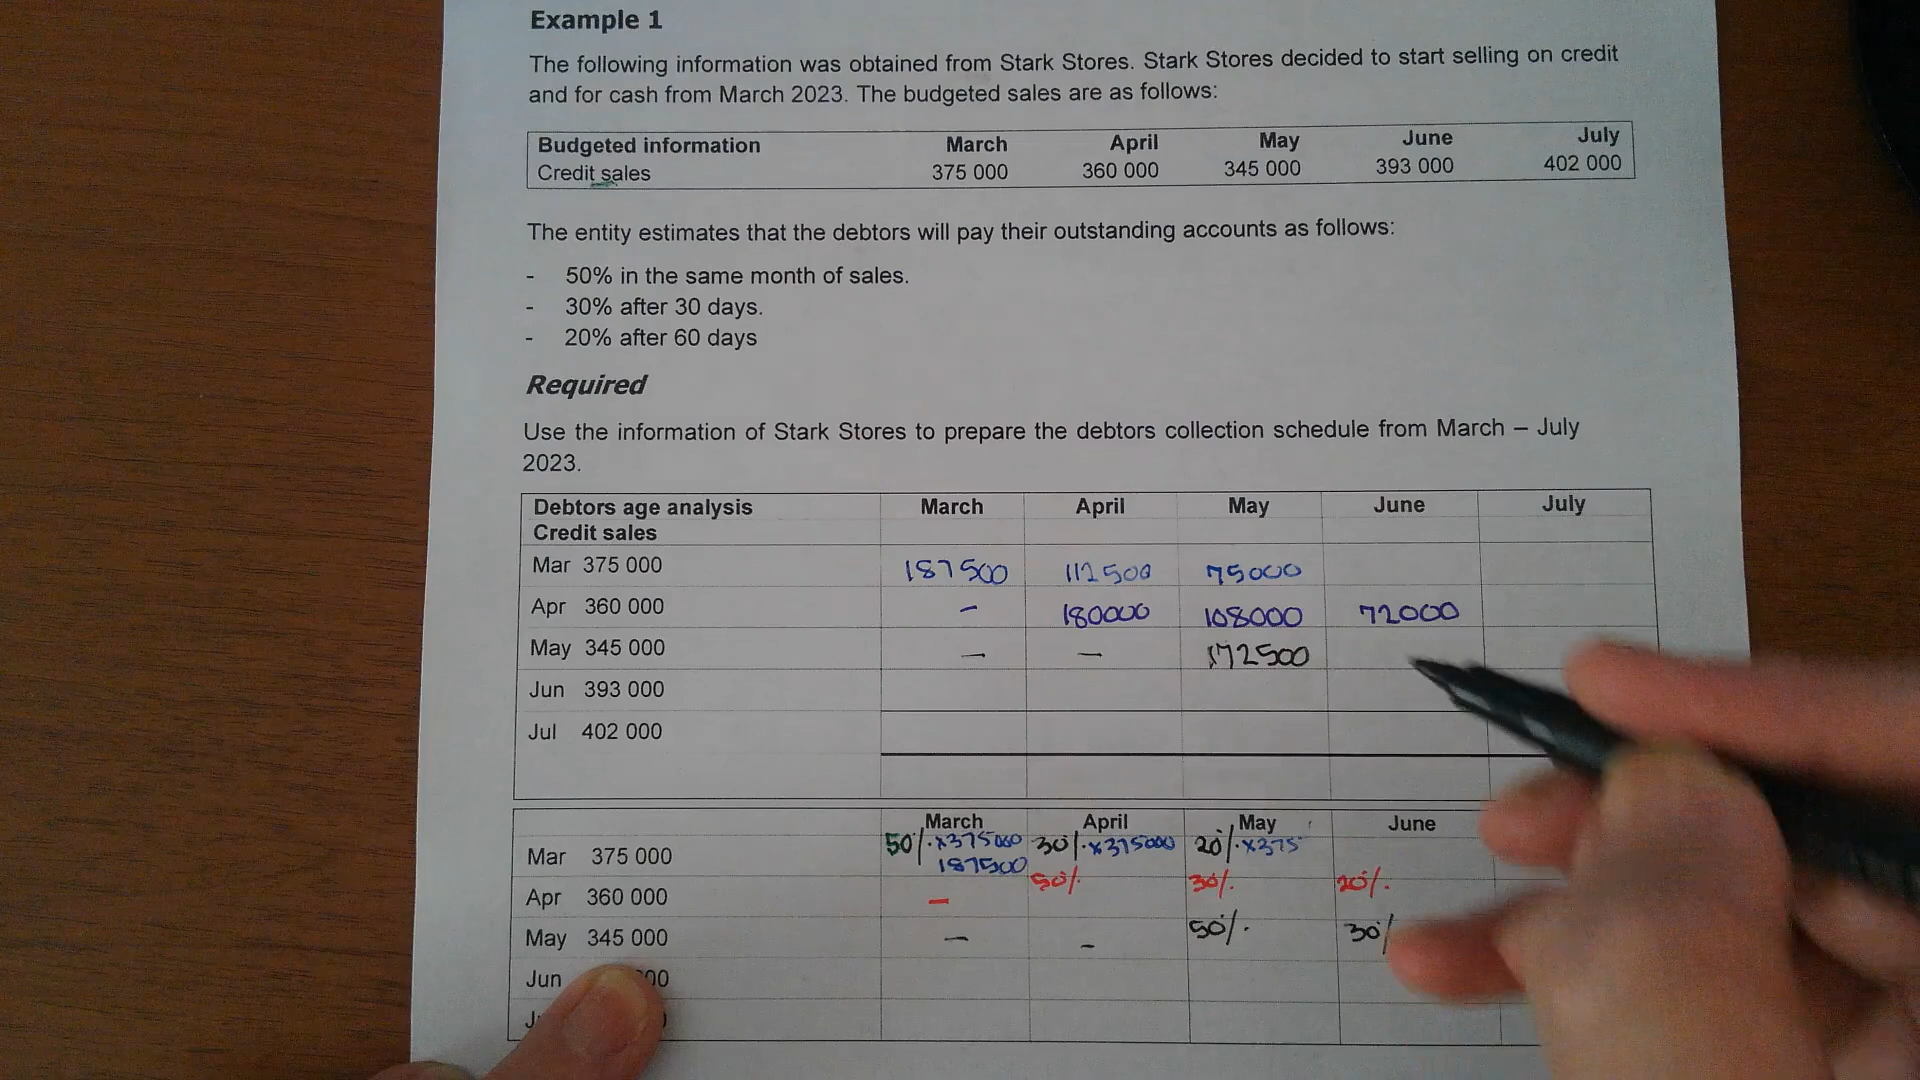 Example 1
The following information was obtained from Stark Stores. Stark Stores decided to start selling on credit
and for cash from March 2023. The budgeted sales are as follows:
Budgeted information March April May June July
Credit sales 375 000 360 000 345 000 393 000 402 000
The entity estimates that the debtors will pay their outstanding accounts as follows:
- 50% in the same month of sales.
- 30% after 30 days.
- 20% after 60 days
Required
Use the information of Stark Stores to prepare the debtors collection schedule from March – July
2023.
Debtors age analysis March April May June July
Credit sales
Mar 375 000 187500 112500 75000
Apr 360 000 - 180000 108000 72000
May 345 000 - - 172500
Jun 393 000
Jul 402 000
March April May June
Mar 375 000 50%.x375000 30%.x375000 20%.x375
187500
Apr 360 000 - 50%. 30%. 20%.
May 345 000 - - 50%. 30%
Jun 00